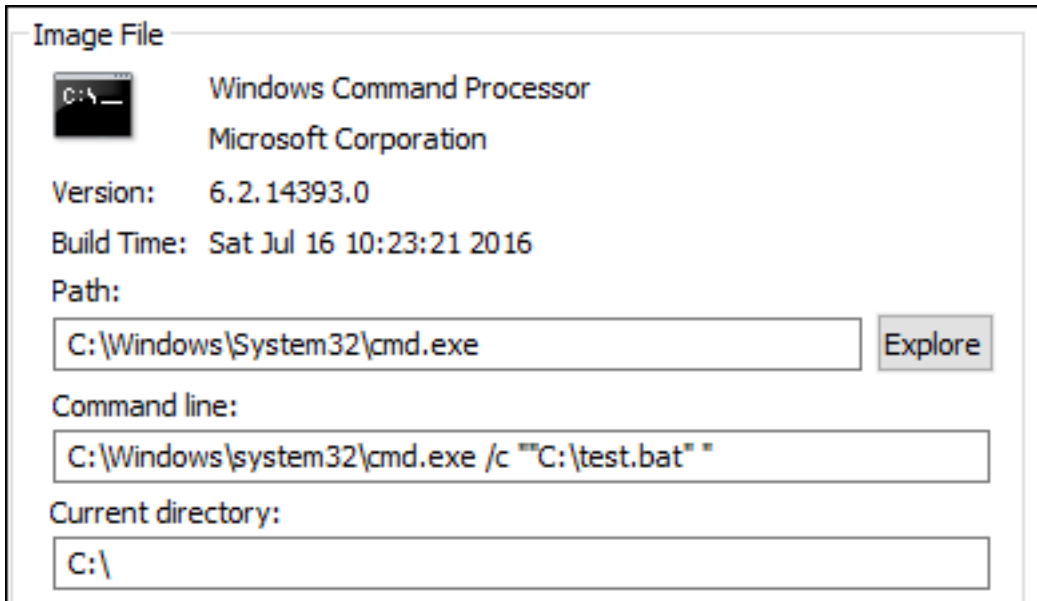 Image File
C:\
Windows Command Processor
Microsoft Corporation
Version: 6.2.14393.0
Build Time: Sat Jul 16 10:23:21 2016
Path:
C:\Windows\System32\cmd.exe Explore
Command line:
C:\Windows\system32\cmd.exe /c ""C:\test.bat" "
Current directory:
C:\